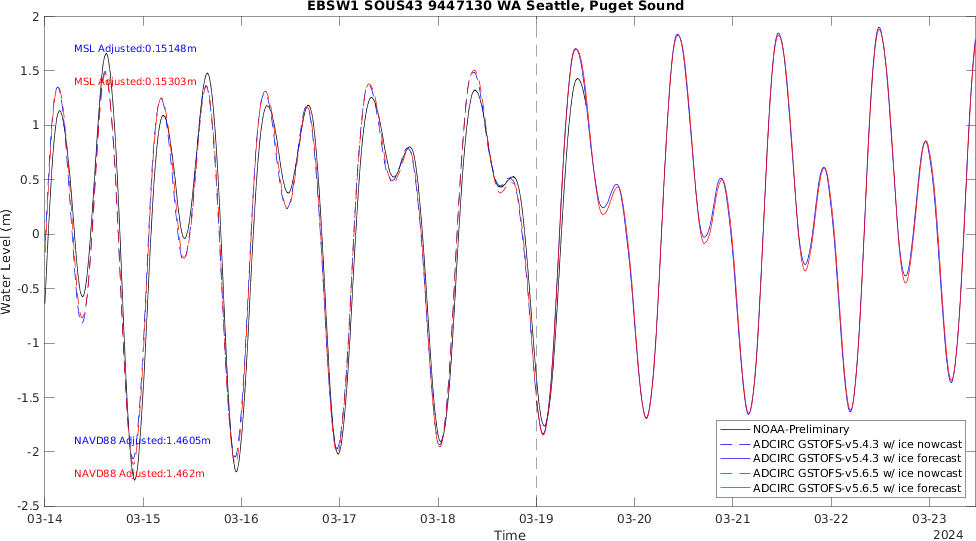 EBSW1 SOUS43 9447130 WA Seattle, Puget Sound
2
1.5
1
0.5
0
-0.5
-1
-1.5
-2
-2.5
Water Level (m)
MSL Adjusted:0.15148m
MSL Adjusted:0.15303m
NAVD88 Adjusted:1.4605m
NAVD88 Adjusted:1.462m
NOAA-Preliminary
ADCIRC GSTOFS-v5.4.3 w/ ice nowcast
ADCIRC GSTOFS-v5.4.3 w/ ice forecast
ADCIRC GSTOFS-v5.6.5 w/ ice nowcast
ADCIRC GSTOFS-v5.6.5 w/ ice forecast
03-14 03-15 03-16 03-17 03-18 03-19 03-20 03-21 03-22 03-23
Time
2024